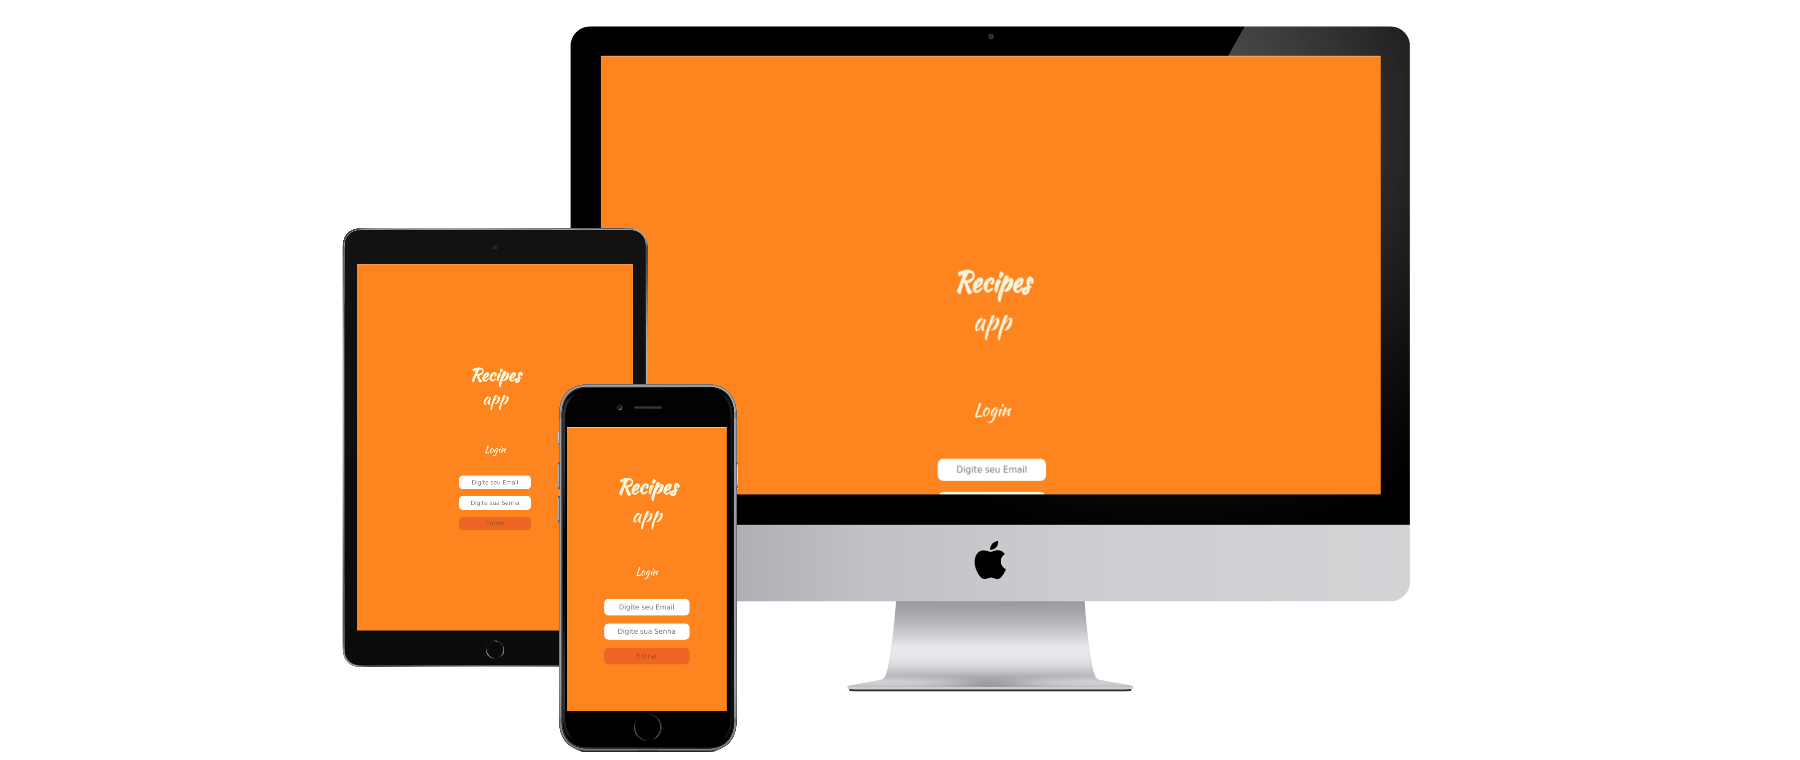 Recipes
app
Login
Digite seu Email
Recipes
app
Login
Digite seu Email
Digite sua Senha
Entrar
Recipes
app
Login
Digite seu Email
Digite sua Senha
Entrar